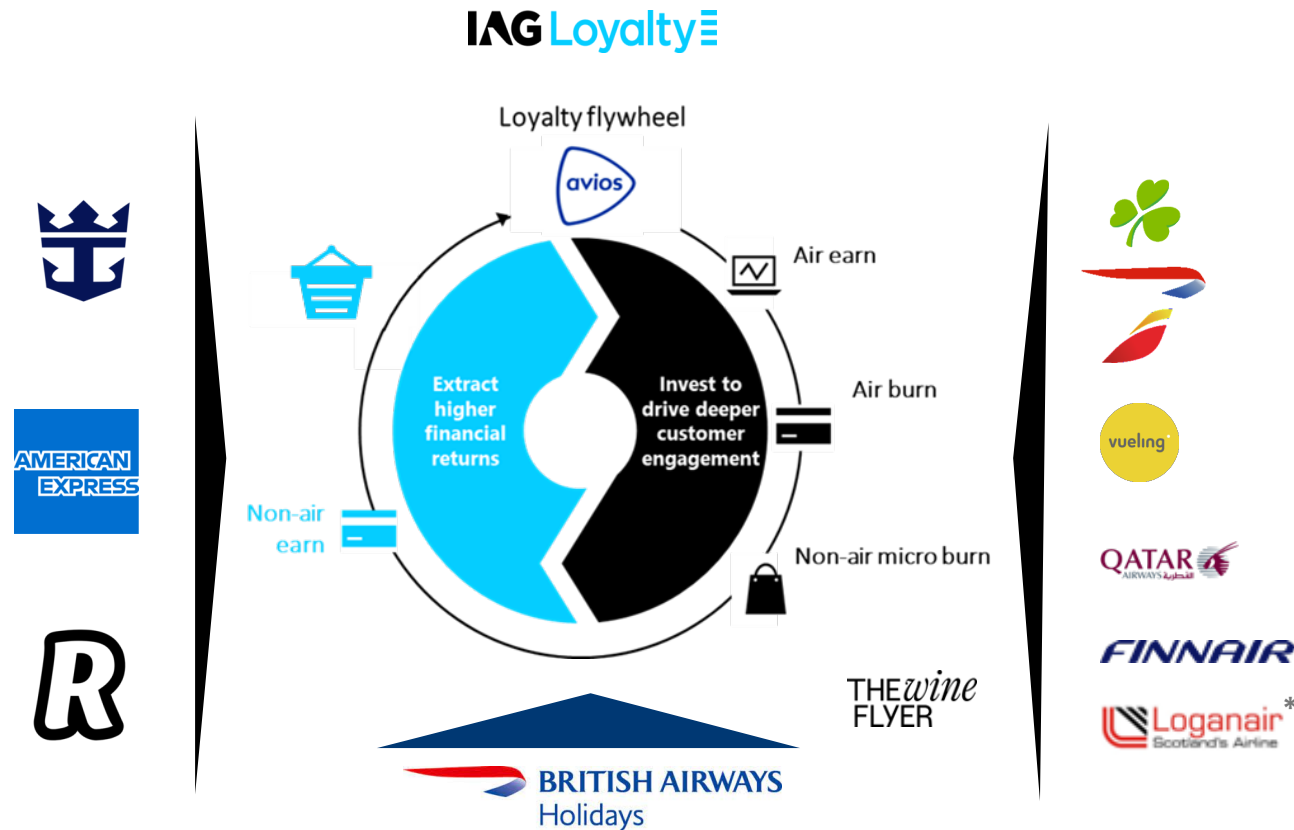 IAG Loyalty
Loyalty flywheel
avios
Air earn
Air burn
Non-air micro burn
Extract
higher
financial
returns
Invest to
drive deeper
customer
engagement
Non-air
earn
AMERICAN
EXPRESS
R
vueling
QATAR
AIRWAYS القطرية
FINNAIR
Loganair*
Scotland's Airline
THE wine
FLYER
BRITISH AIRWAYS
Holidays